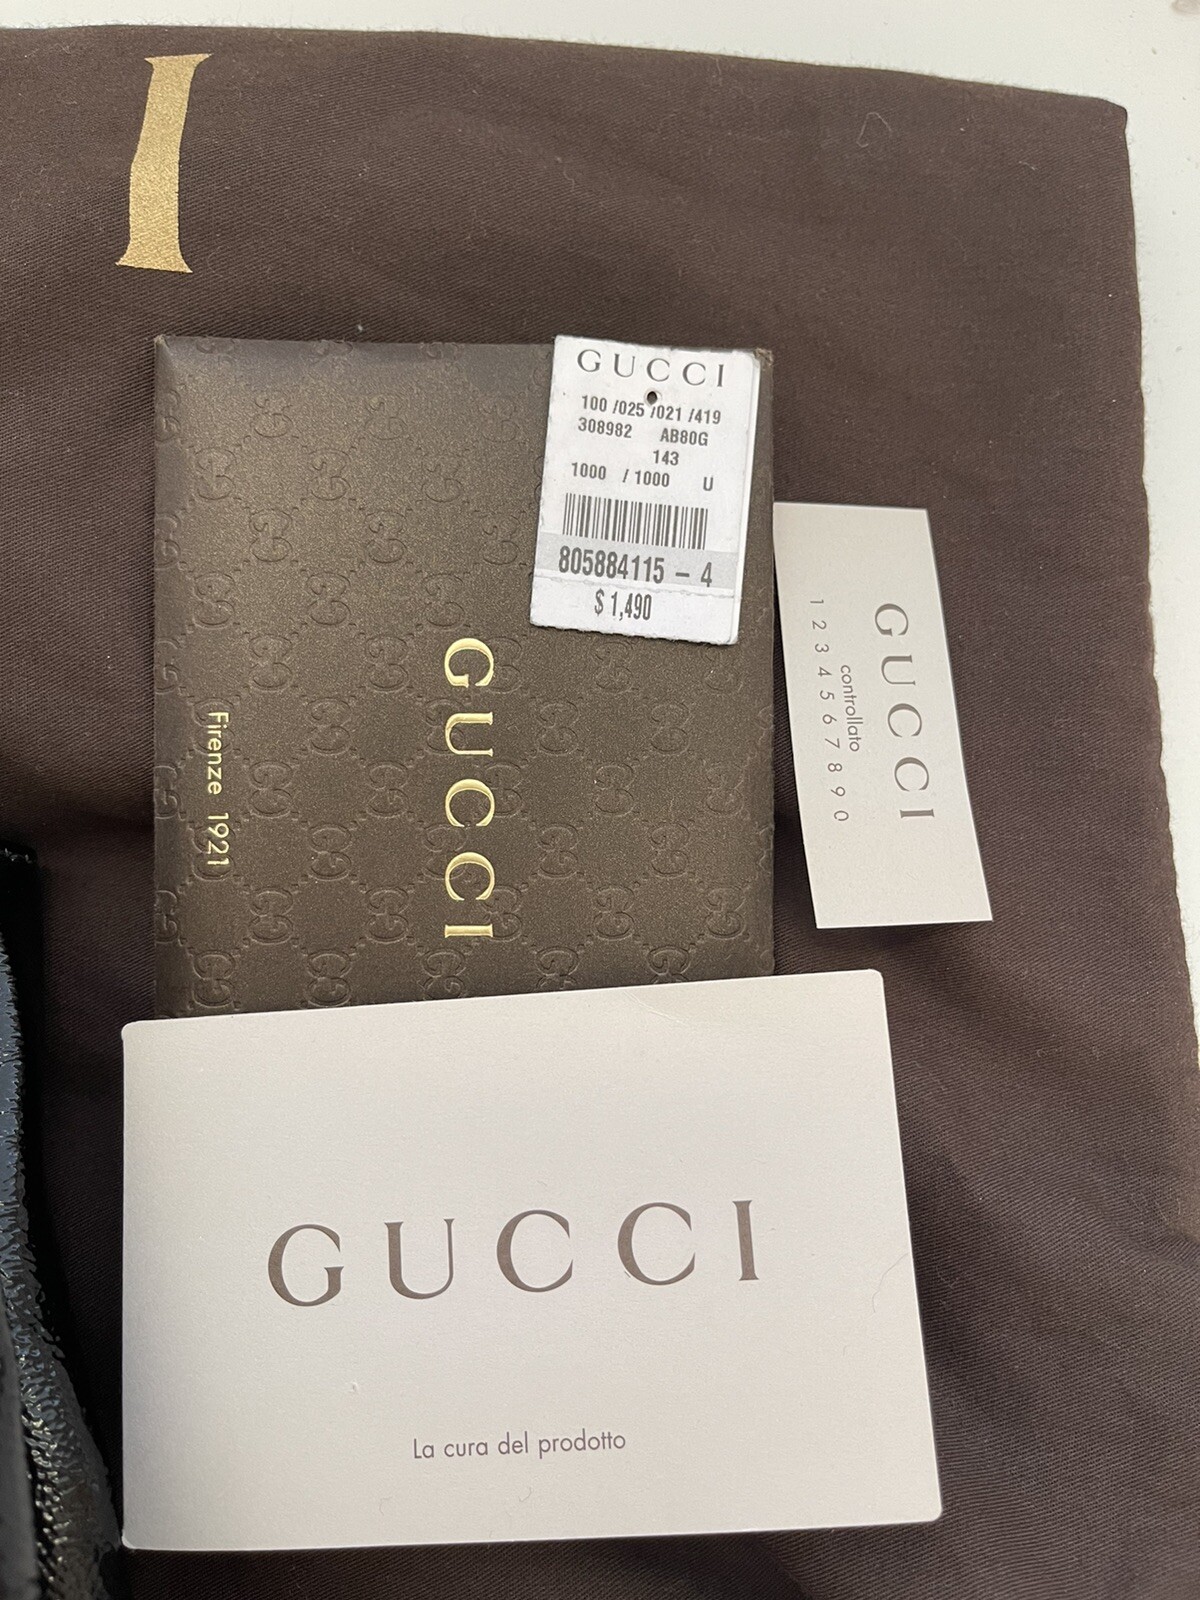 I
GUCCI
100 /025 /021 /419
308982 AB80G
143
1000 / 1000 U
805884115 – 4
$ 1,490
GUCCI
Firenze 1921
GUCCI
controllato
1 2 3 4 5 6 7 8 9 0
GUCCI
La cura del prodotto